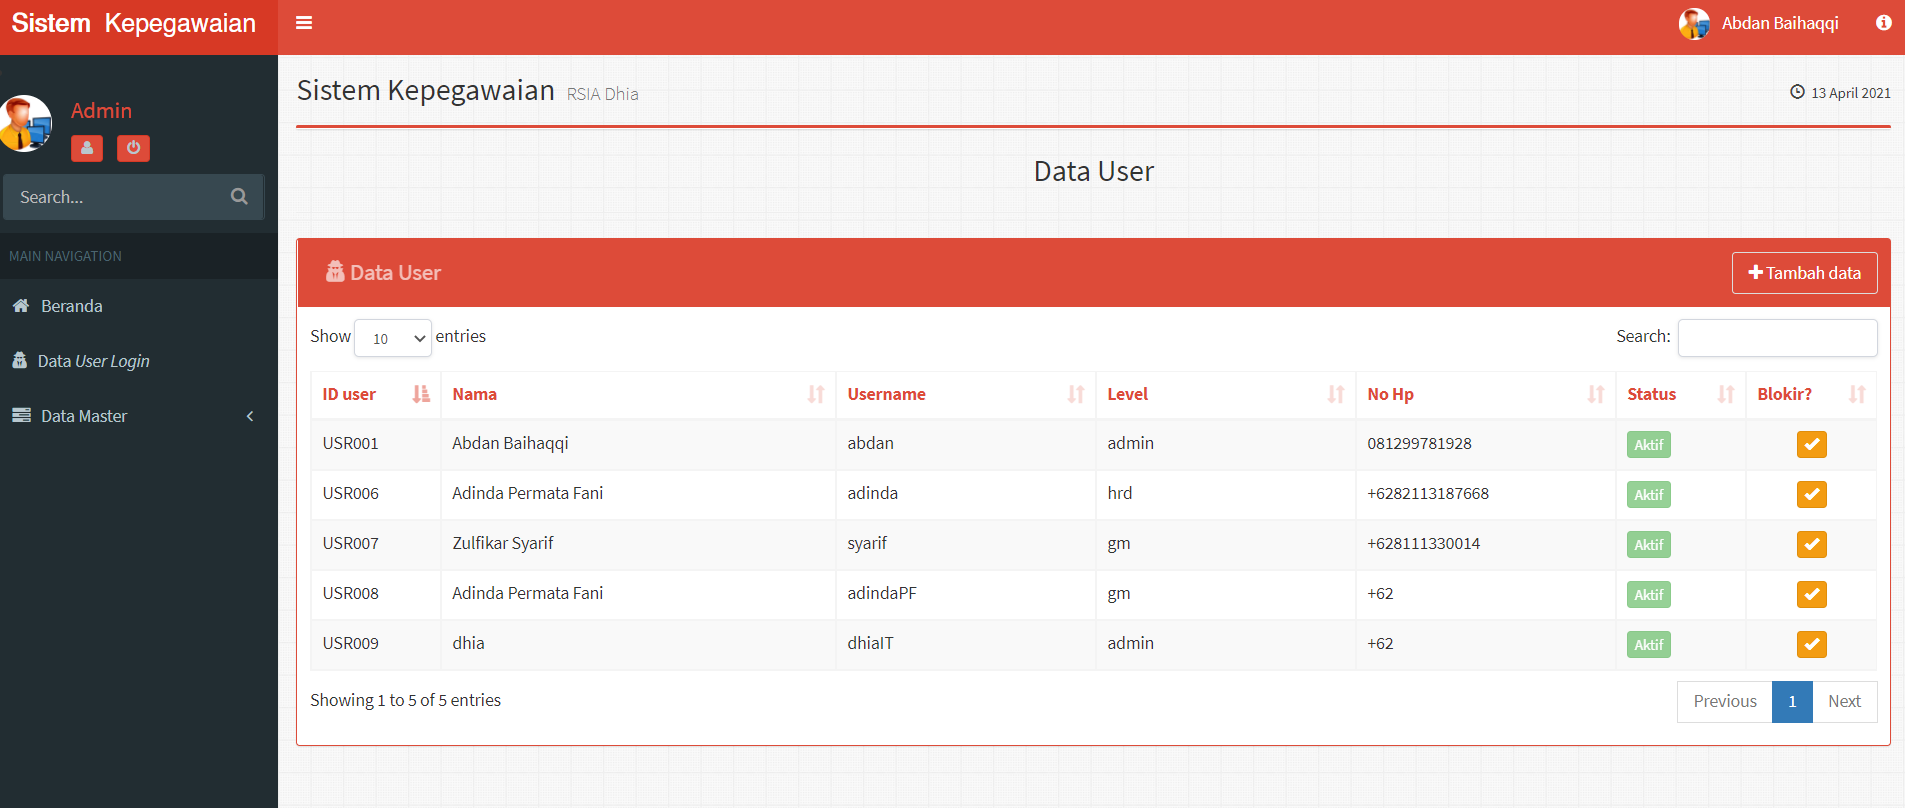 Sistem Kepegawaian
Abdan Baihaqqi
Admin
Search...
MAIN NAVIGATION
Beranda
Data User Login
Data Master
Sistem Kepegawaian RSIA Dhia
13 April 2021
Data User
Data User
Tambah data
Show 10 entries
Search:
ID user Nama Username Level No Hp Status Blokir?
USR001 Abdan Baihaqqi abdan admin 081299781928 Aktif
USR006 Adinda Permata Fani adinda hrd +6282113187668 Aktif
USR007 Zulfikar Syarif syarif gm +628111330014 Aktif
USR008 Adinda Permata Fani adindaPF gm +62 Aktif
USR009 dhia dhiaIT admin +62 Aktif
Showing 1 to 5 of 5 entries
Previous 1 Next